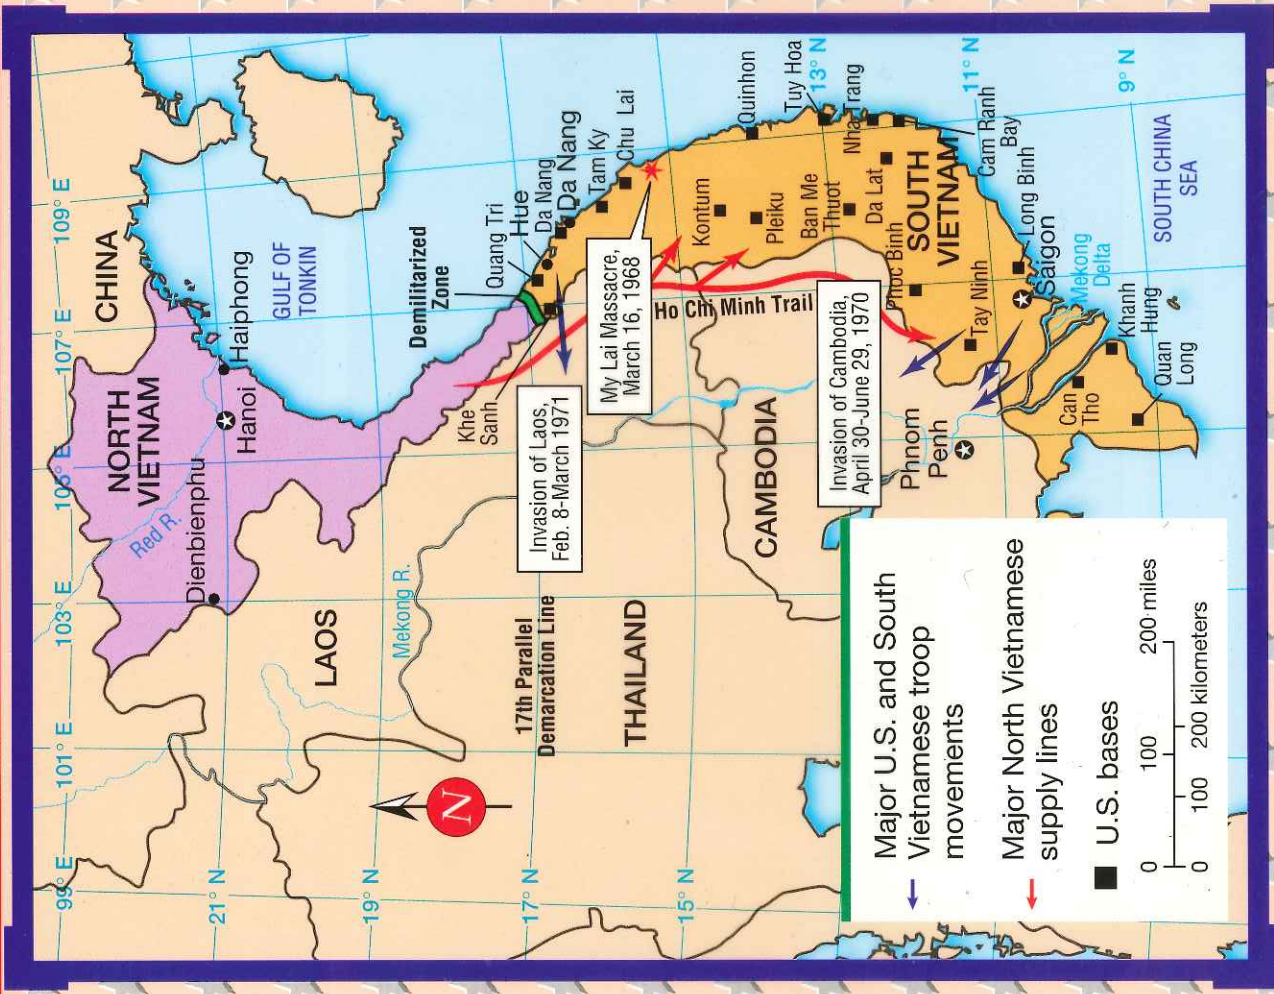 99° E
101° E
103° E
105° E
107° E
109° E
CHINA
NORTH
VIETNAM
Red R.
Dienbienphu
Hanoi
Haiphong
GULF OF
TONKIN
21° N
19° N
17° N
15° N
13° N
11° N
9° N
LAOS
Mekong R.
17th Parallel
Demarcation Line
THAILAND
N
Demilitarized
Zone
Khe
Sanh
Quang Tri
Hue
Da Nang
Da Nang
Tam Ky
Chu Lai
Invasion of Laos,
Feb. 8-March 1971
My Lai Massacre,
March 16, 1968
Ho Chi Minh Trail
Kontum
Pleiku
Quinhon
Tuy Hoa
Ban Me
Thuot
Nha Trang
Da Lat
Cam Ranh
Bay
SOUTH
VIETNAM
CAMBODIA
Invasion of Cambodia,
April 30-June 29, 1970
Phuoc Binh
Phnom
Penh
Tay Ninh
Long Binh
Saigon
Mekong
Delta
Can
Tho
Khanh
Hung
Quan
Long
SOUTH CHINA
SEA
Major U.S. and South
Vietnamese troop
movements
Major North Vietnamese
supply lines
U.S. bases
0 100 200 miles
0 100 200 kilometers